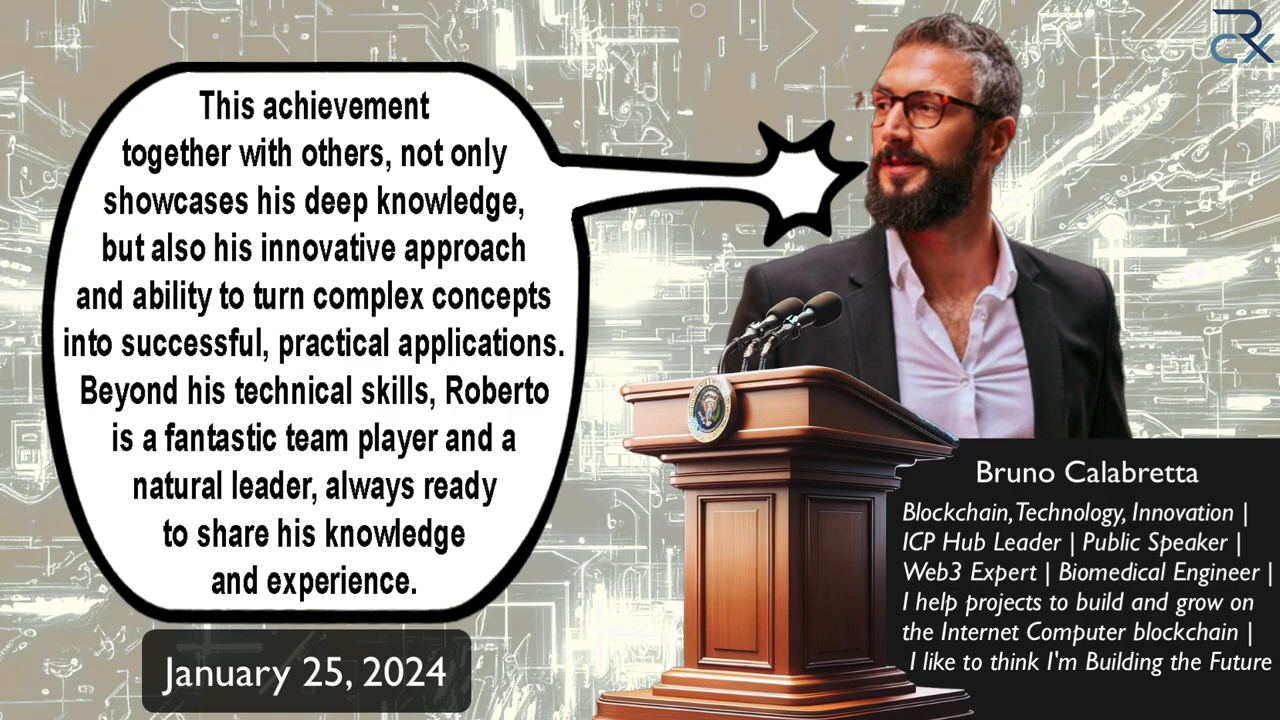 This achievement
together with others, not only
showcases his deep knowledge,
but also his innovative approach
and ability to turn complex concepts
into successful, practical applications.
Beyond his technical skills, Roberto
is a fantastic team player and a
natural leader, always ready
to share his knowledge
and experience.
January 25, 2024
CRX
Bruno Calabretta
Blockchain, Technology, Innovation |
ICP Hub Leader | Public Speaker |
Web3 Expert | Biomedical Engineer |
I help projects to build and grow on
the Internet Computer blockchain |
I like to think I'm Building the Future